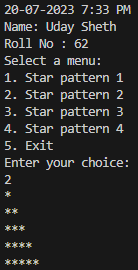 20-07-2023 7:33 PM
Name: Uday Sheth
Roll No : 62
Select a menu:
1. Star pattern 1
2. Star pattern 2
3. Star pattern 3
4. Star pattern 4
5. Exit
Enter your choice:
2
*
**
***
****
*****